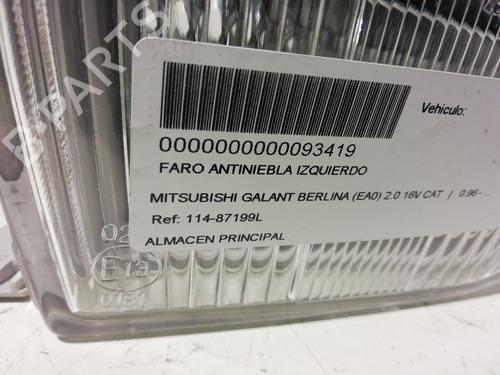 B-PARTS
Vehiculo:
0000000000093419
FARO ANTINIEBLA IZQUIERDO
MITSUBISHI GALANT BERLINA (EA0) 2.0 16V CAT | 0.96 - ...
Ref: 114-87199L
ALMACEN PRINCIPAL